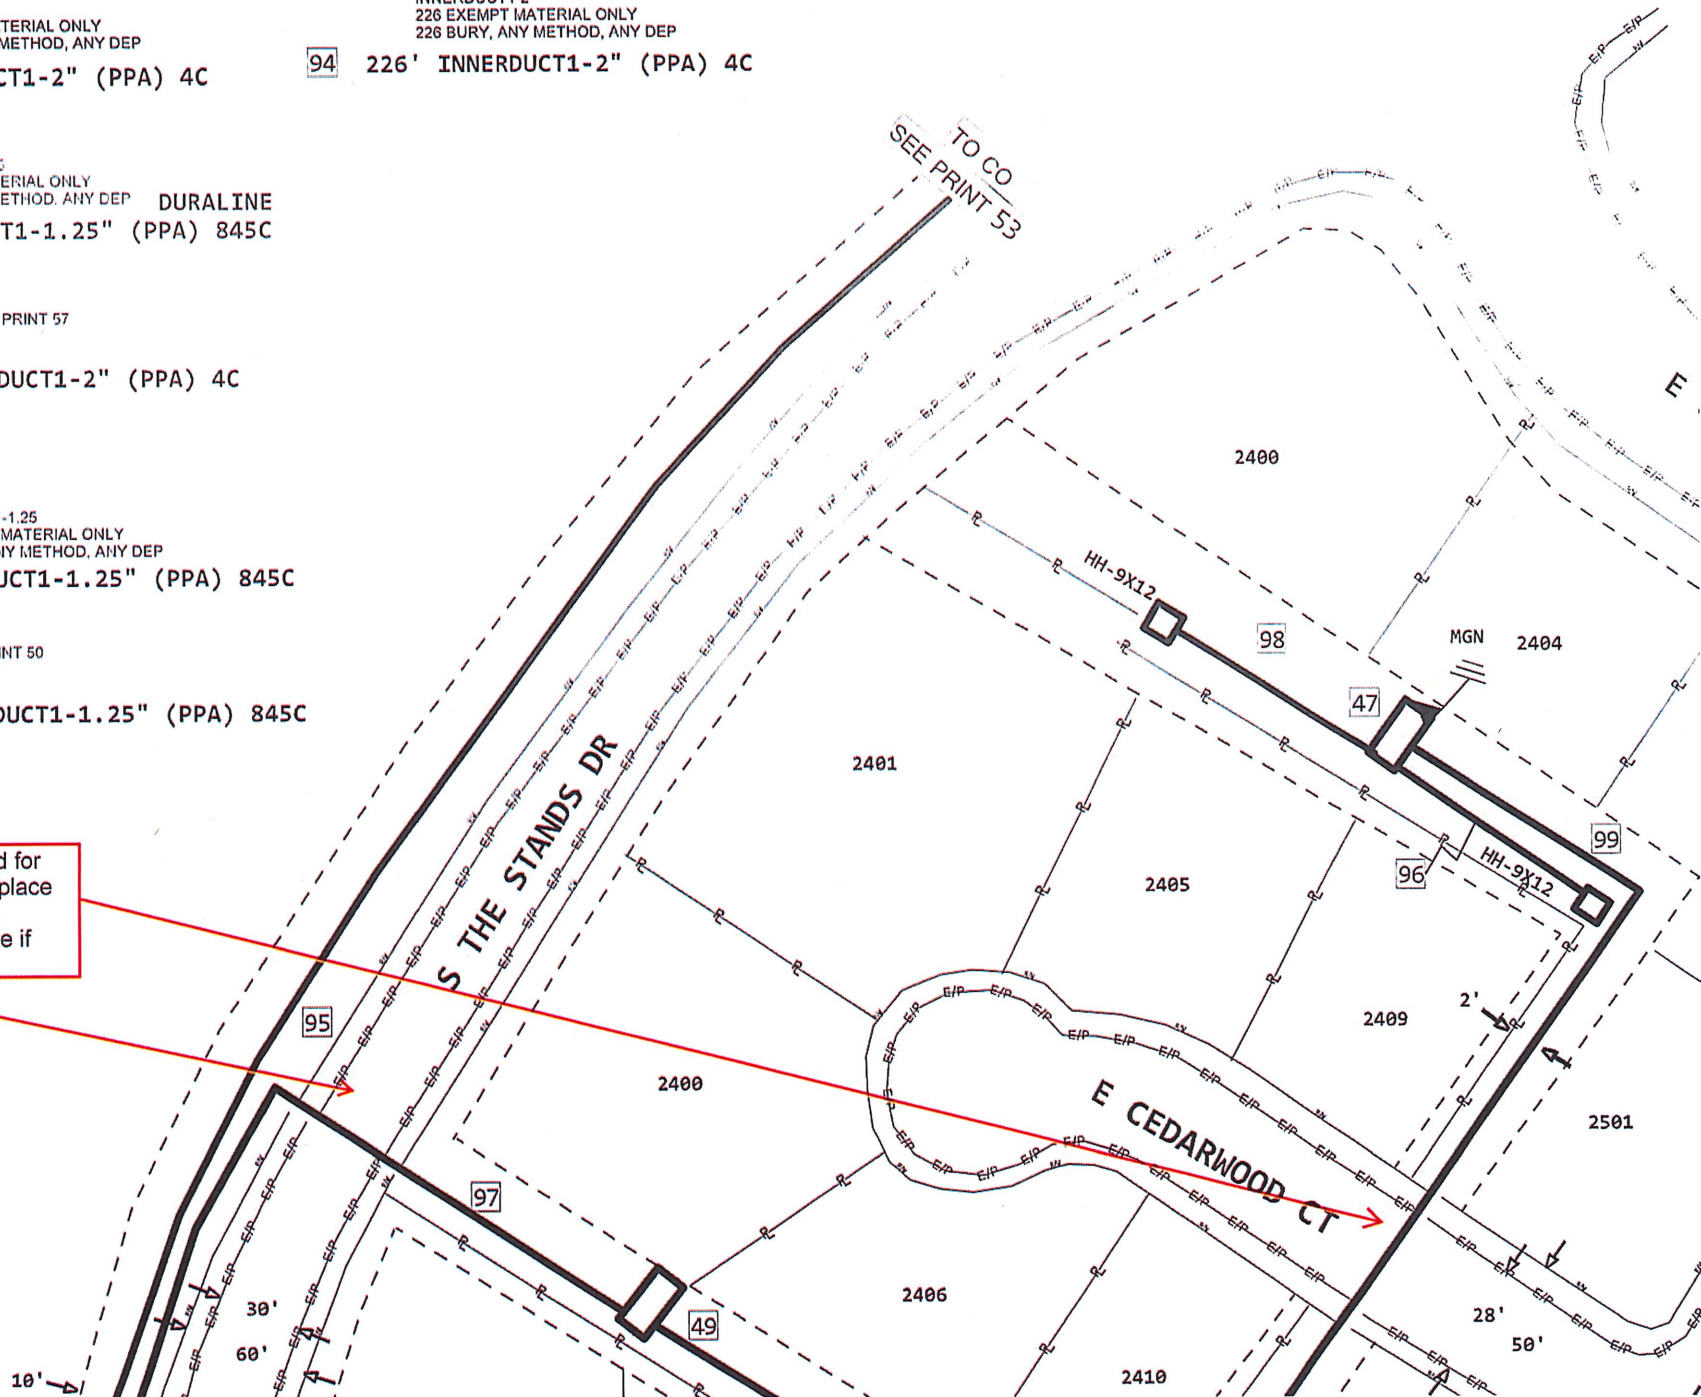 TERIAL ONLY
METHOD, ANY DEP
CT1-2" (PPA) 4C
226 EXEMPT MATERIAL ONLY
226 BURY, ANY METHOD, ANY DEP
94 226' INNERDUCT1-2" (PPA) 4C
ERIAL ONLY
ETHOD. ANY DEP DURALINE
T1-1.25" (PPA) 845C
PRINT 57
DUCT1-2" (PPA) 4C
-1.25
MATERIAL ONLY
NY METHOD, ANY DEP
UCT1-1.25" (PPA) 845C
INT 50
DUCT1-1.25" (PPA) 845C
d for
place
e if
TO CO
SEE PRINT 53
E
2400
HH-9X12
98
MGN
2404
47
2401
99
96
HH-9X12
2405
S THE STANDS DR
95
2'
2409
2400
E CEDARWOOD CT
2501
97
49
2406
30'
60'
10'
28'
50'
2410
E/P
PL